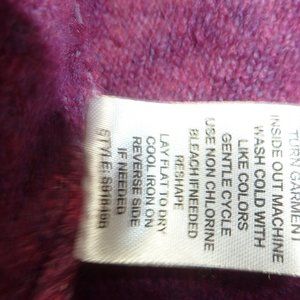 TURN GARMENT
INSIDE OUT MACHINE
WASH COLD WITH
LIKE COLORS
GENTLE CYCLE
USE NON CHLORINE
BLEACH IF NEEDED
RESHAPE
LAY FLAT TO DRY
COOL IRON ON
REVERSE SIDE
IF NEEDED
STYLE: